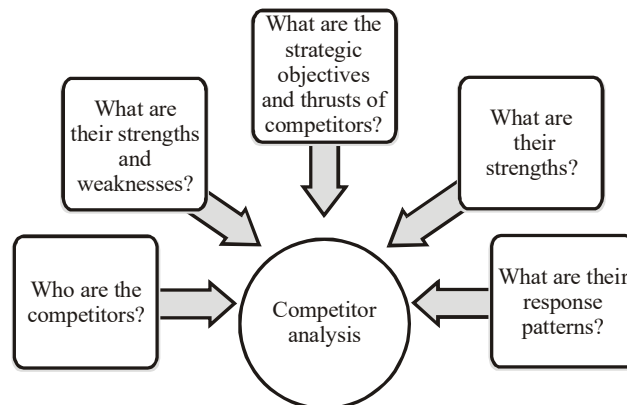 What are the
strategic
objectives
and thrusts of
competitors?
What are
their strengths
and
weaknesses?
What are
their
strengths?
Who are the
competitors?
Competitor
analysis
What are their
response
patterns?